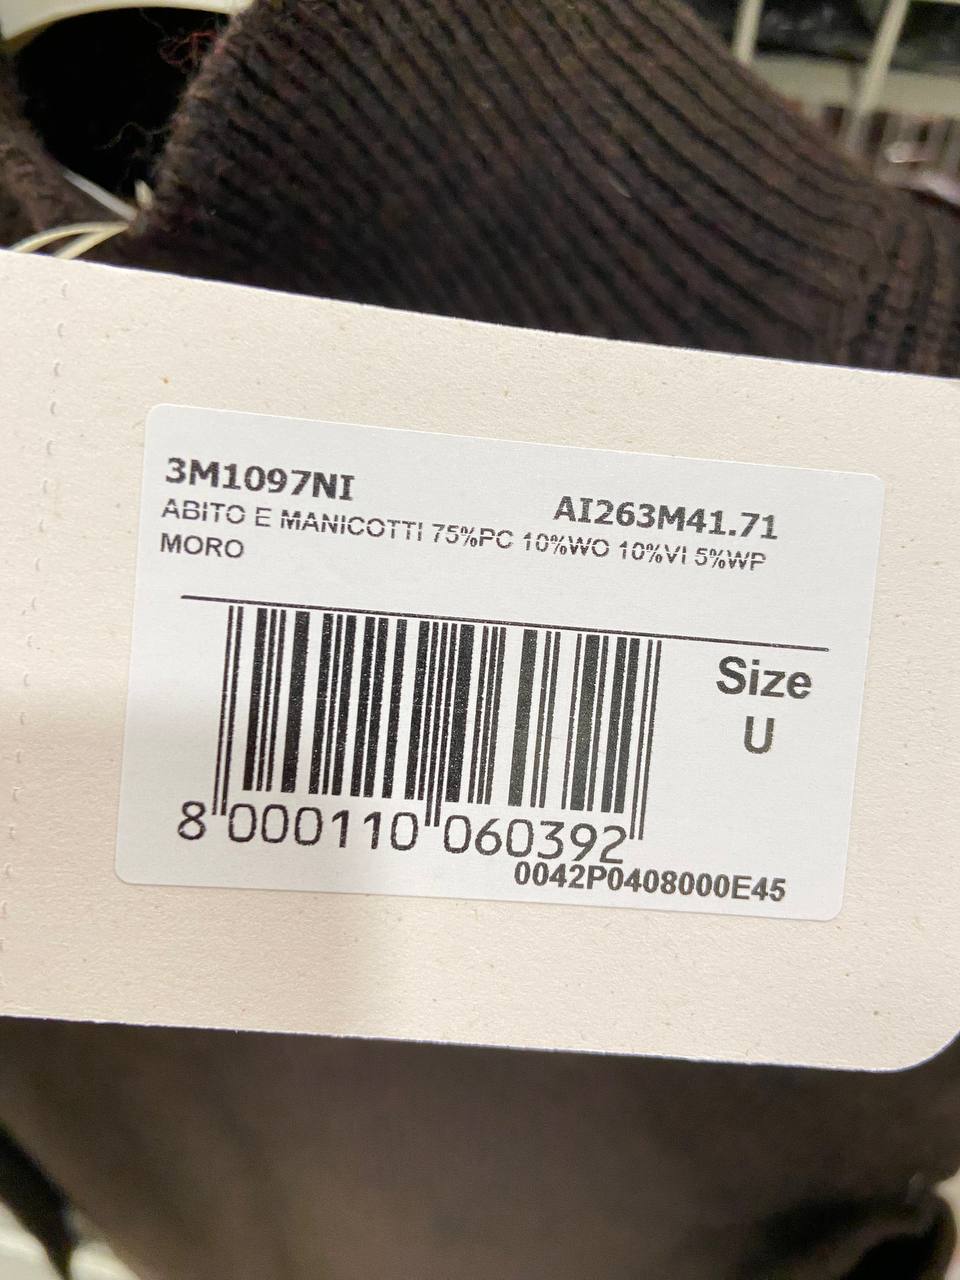 3M1097NI
AI263M41.71
ABITO E MANICOTTI 75%PC 10%WO 10%VI 5%WP
MORO
Size
U
8 000110 060392
0042P0408000E45